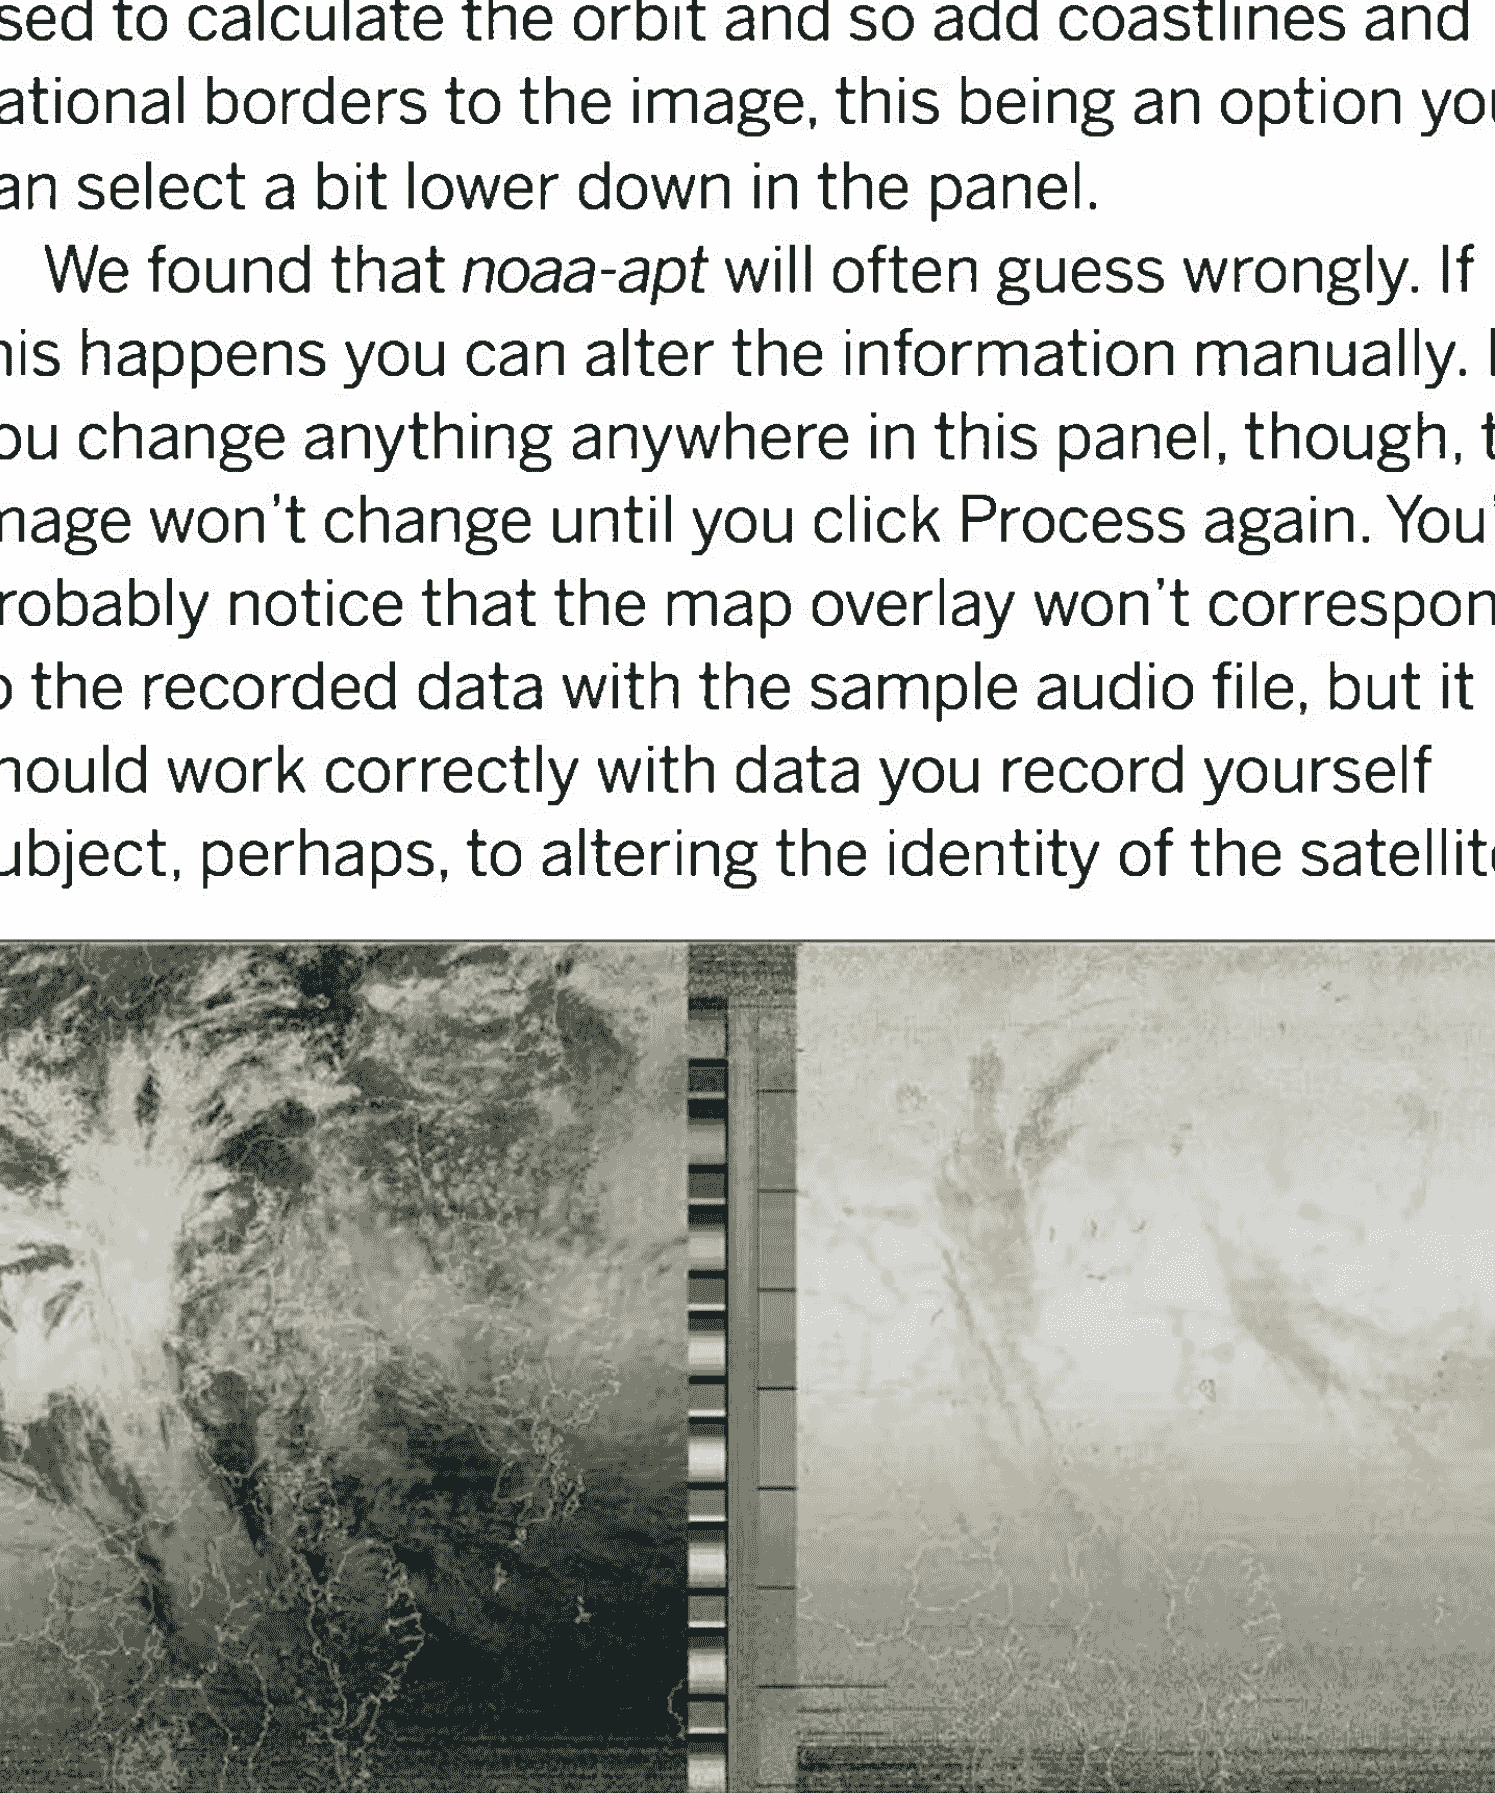 sed to calculate the orbit and so add coastlines and
ational borders to the image, this being an option you
an select a bit lower down in the panel.
We found that noaa-apt will often guess wrongly. If
his happens you can alter the information manually. I
ou change anything anywhere in this panel, though, t
mage won't change until you click Process again. You'
robably notice that the map overlay won't correspon
o the recorded data with the sample audio file, but it
hould work correctly with data you record yourself
ubject, perhaps, to altering the identity of the satellite